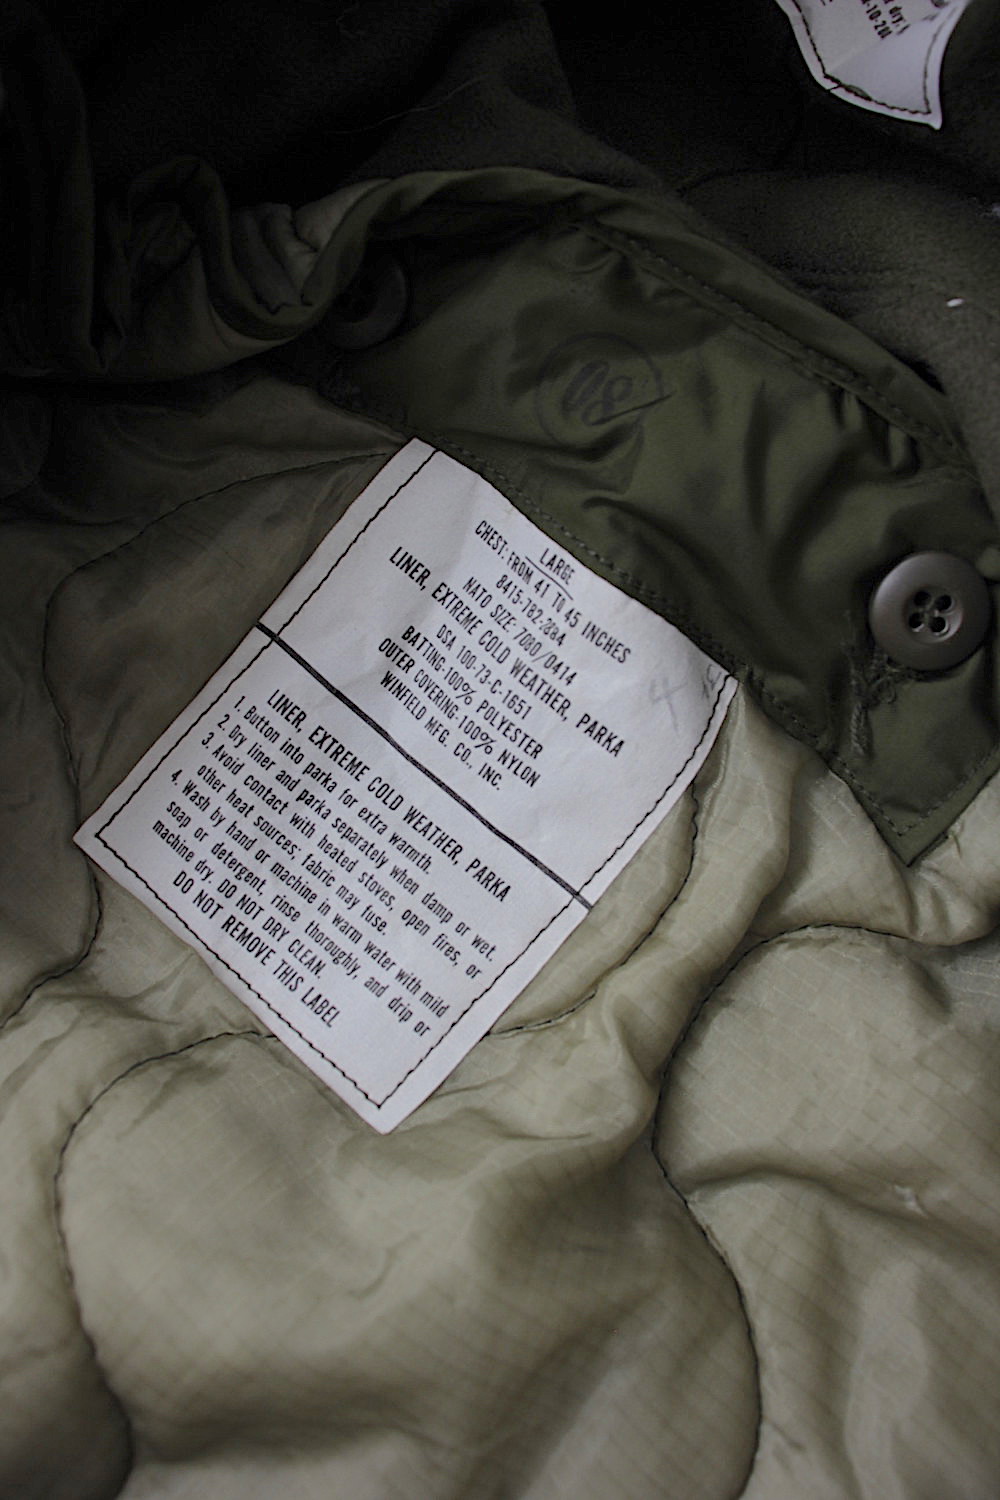 dry,
-10-20
LARGE
CHEST: FROM 41 TO 45 INCHES
8415-782-2884
NATO SIZE: 7080/0414
LINER, EXTREME COLD WEATHER, PARKA
DSA 100-73-C-1651
BATTING-100% POLYESTER
OUTER COVERING-100% NYLON
WINFIELD MFG. CO., INC.
LINER, EXTREME COLD WEATHER, PARKA
1. Button into parka for extra warmth.
2. Dry liner and parka separately when damp or wet.
3. Avoid contact with heated stoves, open fires, or
other heat sources; fabric may fuse.
4. Wash by hand or machine in warm water with mild
soap or detergent, rinse thoroughly, and drip or
machine dry. DO NOT DRY CLEAN.
DO NOT REMOVE THIS LABEL